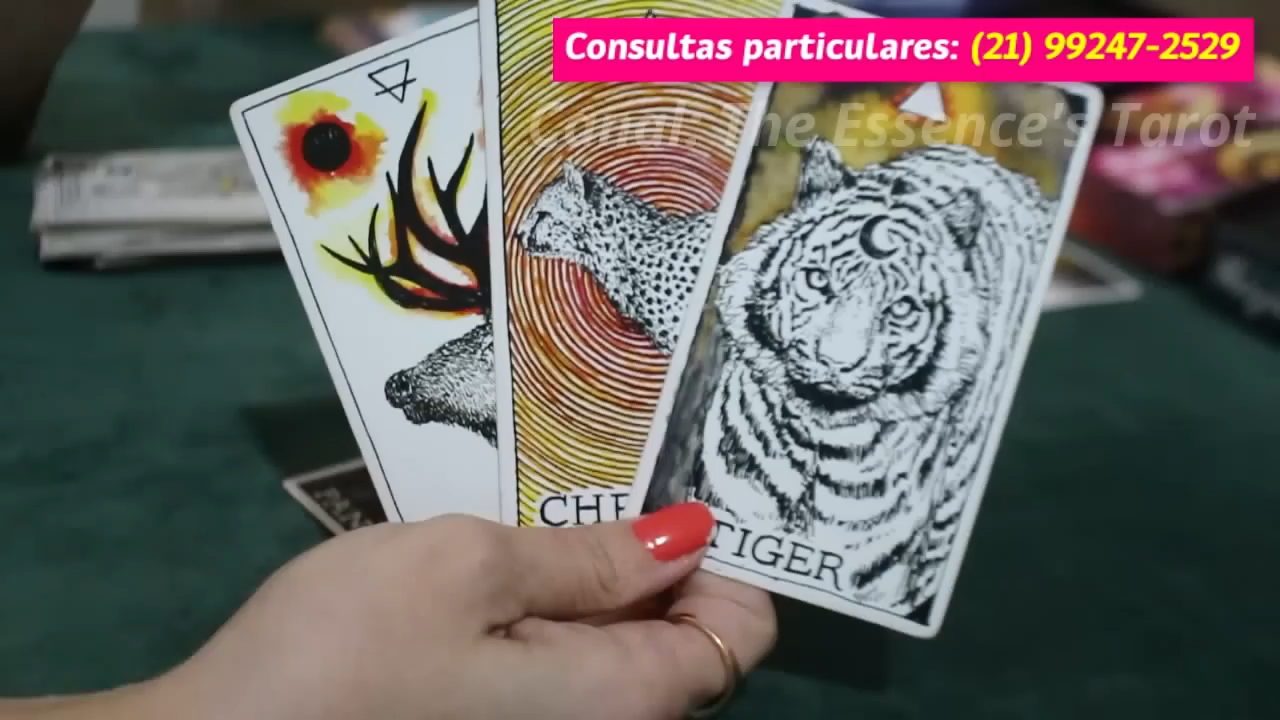 Consultas particulares: (21) 99247-2529
Canal: The Essence's Tarot
CHE
TIGER